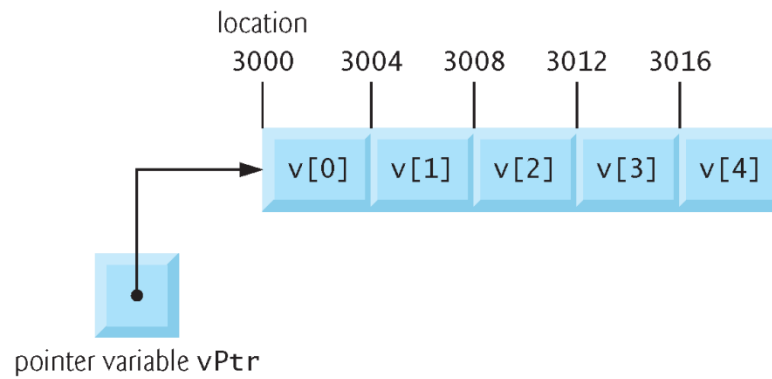 location
3000 3004 3008 3012 3016
v[0] v[1] v[2] v[3] v[4]
pointer variable vPtr